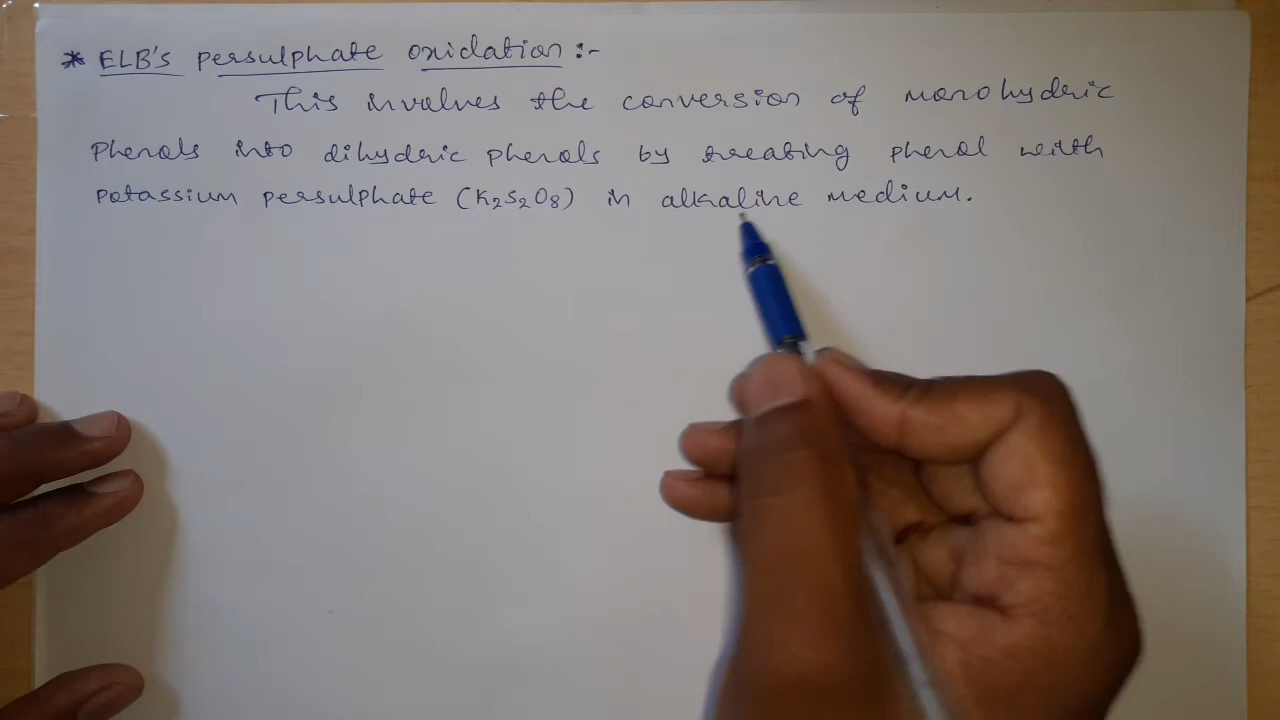 * ELB's persulphate oxidation :-
This involves the conversion of monohydric
phenols into dihydric phenols by treating phenol with
potassium persulphate (K2S2O8) in alkaline medium.